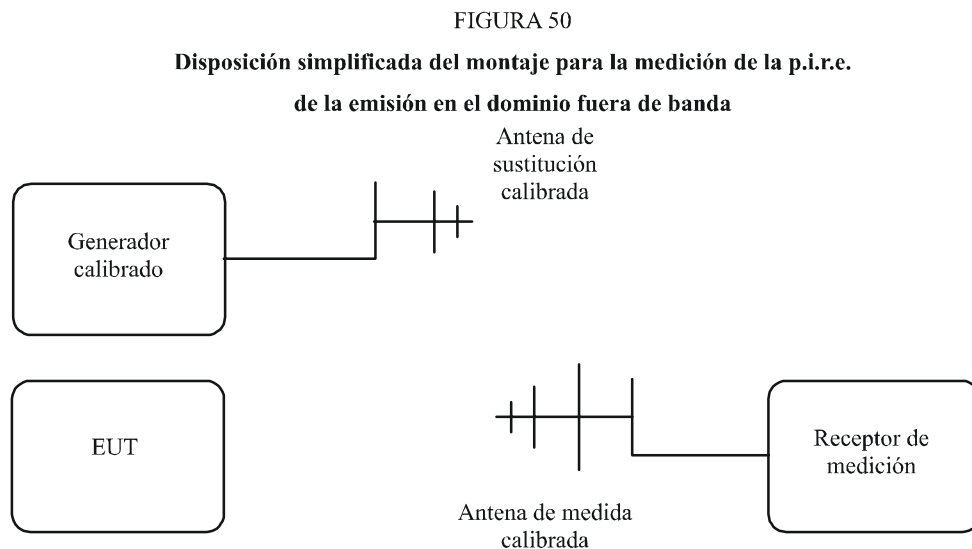 FIGURA 50
Disposición simplificada del montaje para la medición de la p.i.r.e.
de la emisión en el dominio fuera de banda
Antena de
sustitución
calibrada
Generador
calibrado
EUT
Receptor de
medición
Antena de medida
calibrada